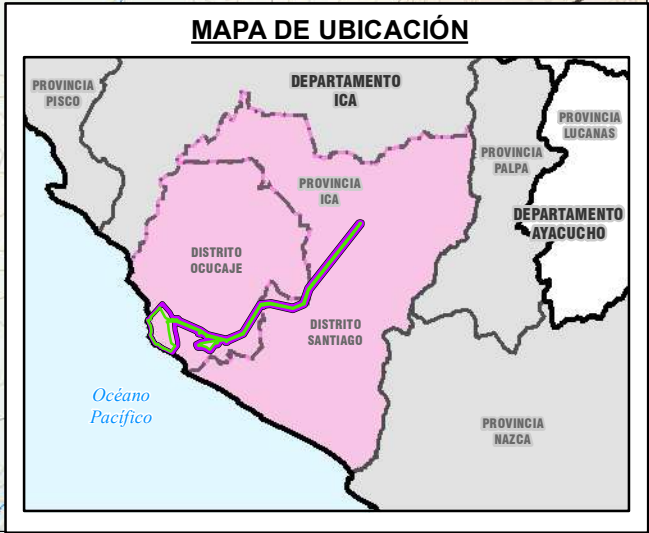 MAPA DE UBICACIÓN
PROVINCIA
PISCO
DEPARTAMENTO
ICA
PROVINCIA
LUCANAS
PROVINCIA
PALPA
PROVINCIA
ICA
DEPARTAMENTO
AYACUCHO
DISTRITO
OCUCAJE
DISTRITO
SANTIAGO
Océano
Pacífico
PROVINCIA
NAZCA